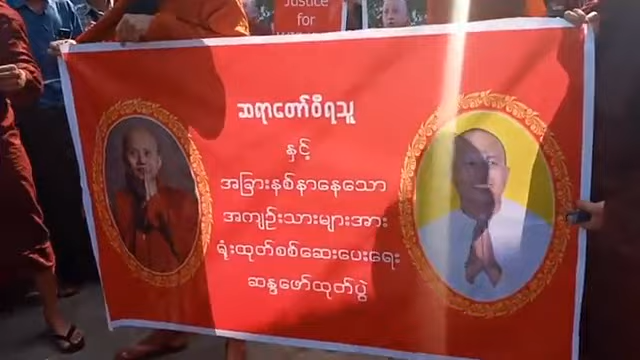 Justice
for
ဆရာတော်ဝီရသူ
နှင့်
အခြားနစ်နာနေသော
အကျဉ်းသားများအား
ရုံးထုတ်စစ်ဆေးပေးရေး
ဆန္ဒဖော်ထုတ်ပွဲ